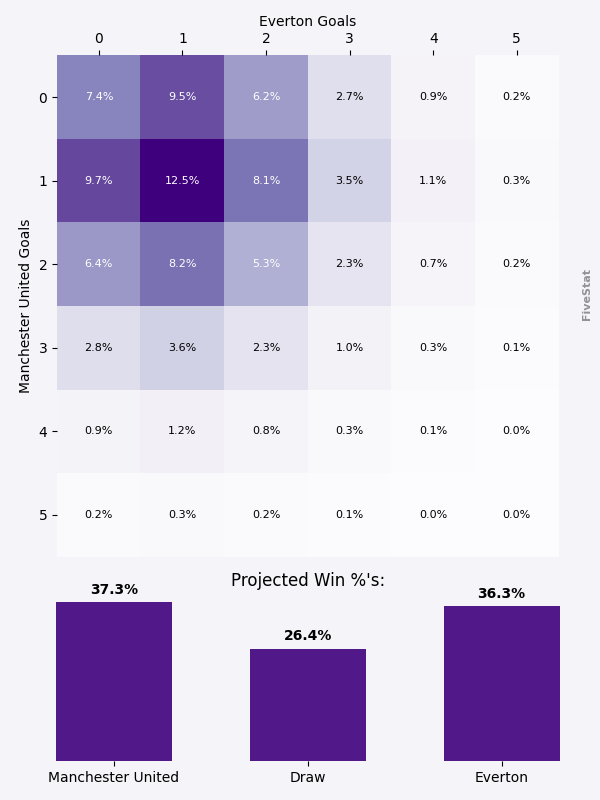 Everton Goals
0 1 2 3 4 5
0 7.4% 9.5% 6.2% 2.7% 0.9% 0.2%
1 9.7% 12.5% 8.1% 3.5% 1.1% 0.3%
2 6.4% 8.2% 5.3% 2.3% 0.7% 0.2%
3 2.8% 3.6% 2.3% 1.0% 0.3% 0.1%
4 0.9% 1.2% 0.8% 0.3% 0.1% 0.0%
5 0.2% 0.3% 0.2% 0.1% 0.0% 0.0%
Manchester United Goals
FiveStat
Projected Win %'s:
37.3% 26.4% 36.3%
Manchester United Draw Everton